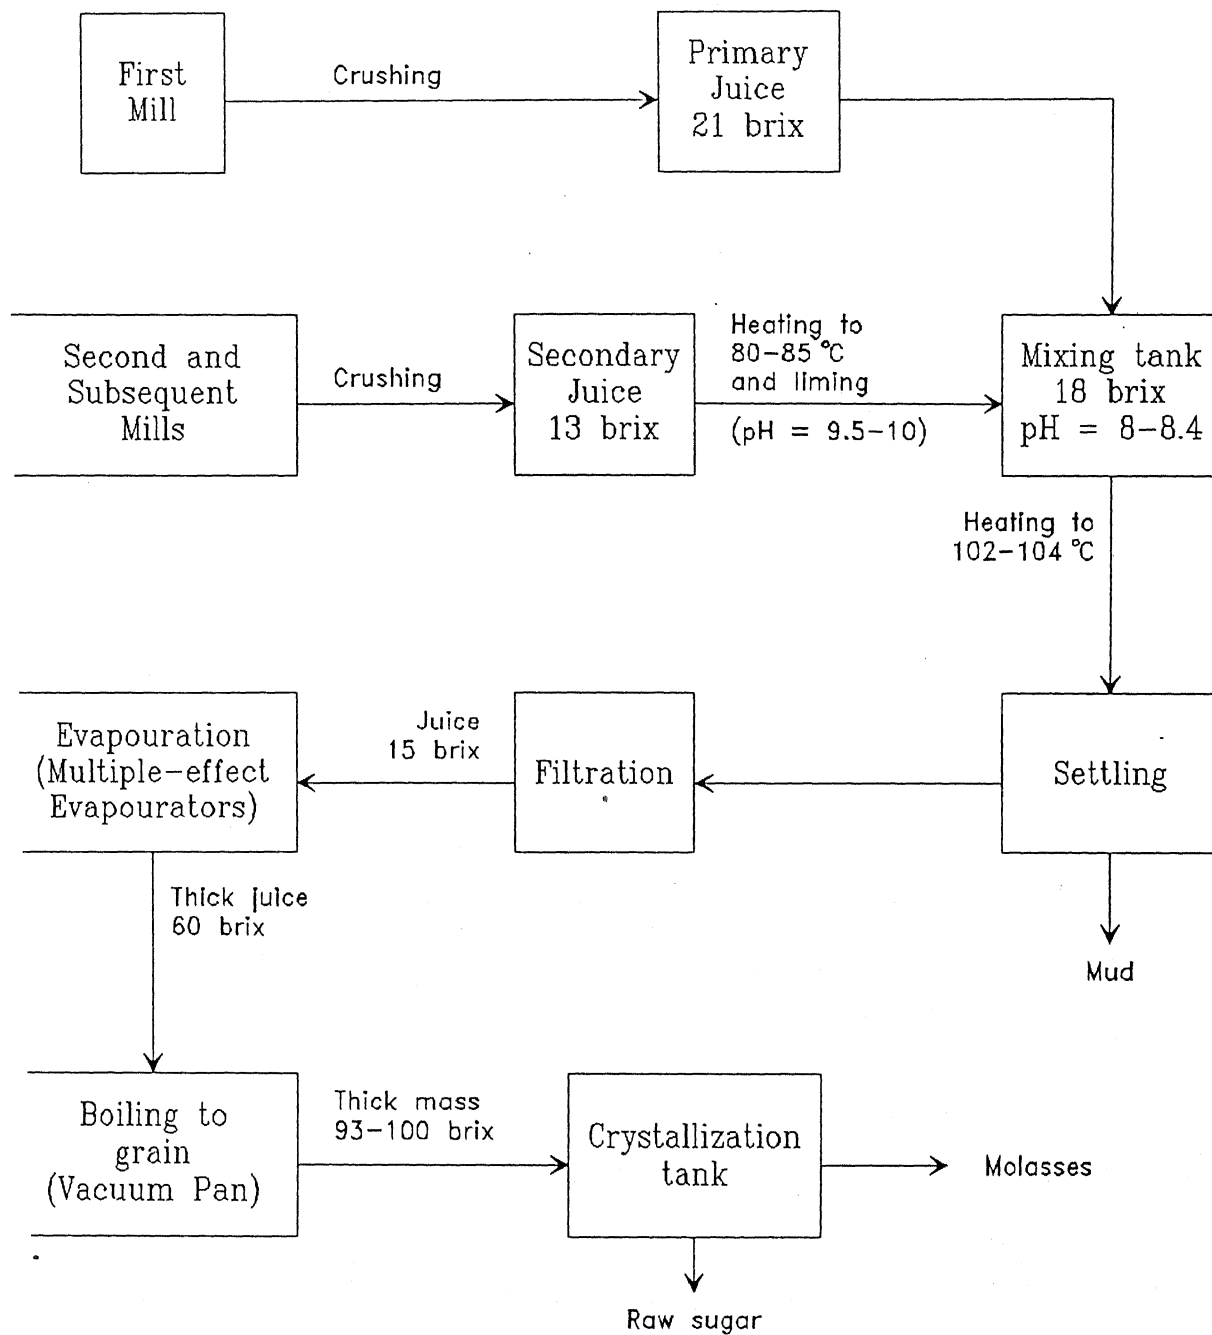 First
Mill
Crushing
Primary
Juice
21 brix
Second and
Subsequent
Mills
Crushing
Secondary
Juice
13 brix
Heating to
80-85 °C
and liming
(pH = 9.5-10)
Mixing tank
18 brix
pH = 8-8.4
Heating to
102-104 °C
Evapouration
(Multiple-effect
Evapourators)
Juice
15 brix
Filtration
Settling
Thick juice
60 brix
Mud
Boiling to
grain
(Vacuum Pan)
Thick mass
93-100 brix
Crystallization
tank
Molasses
Raw sugar